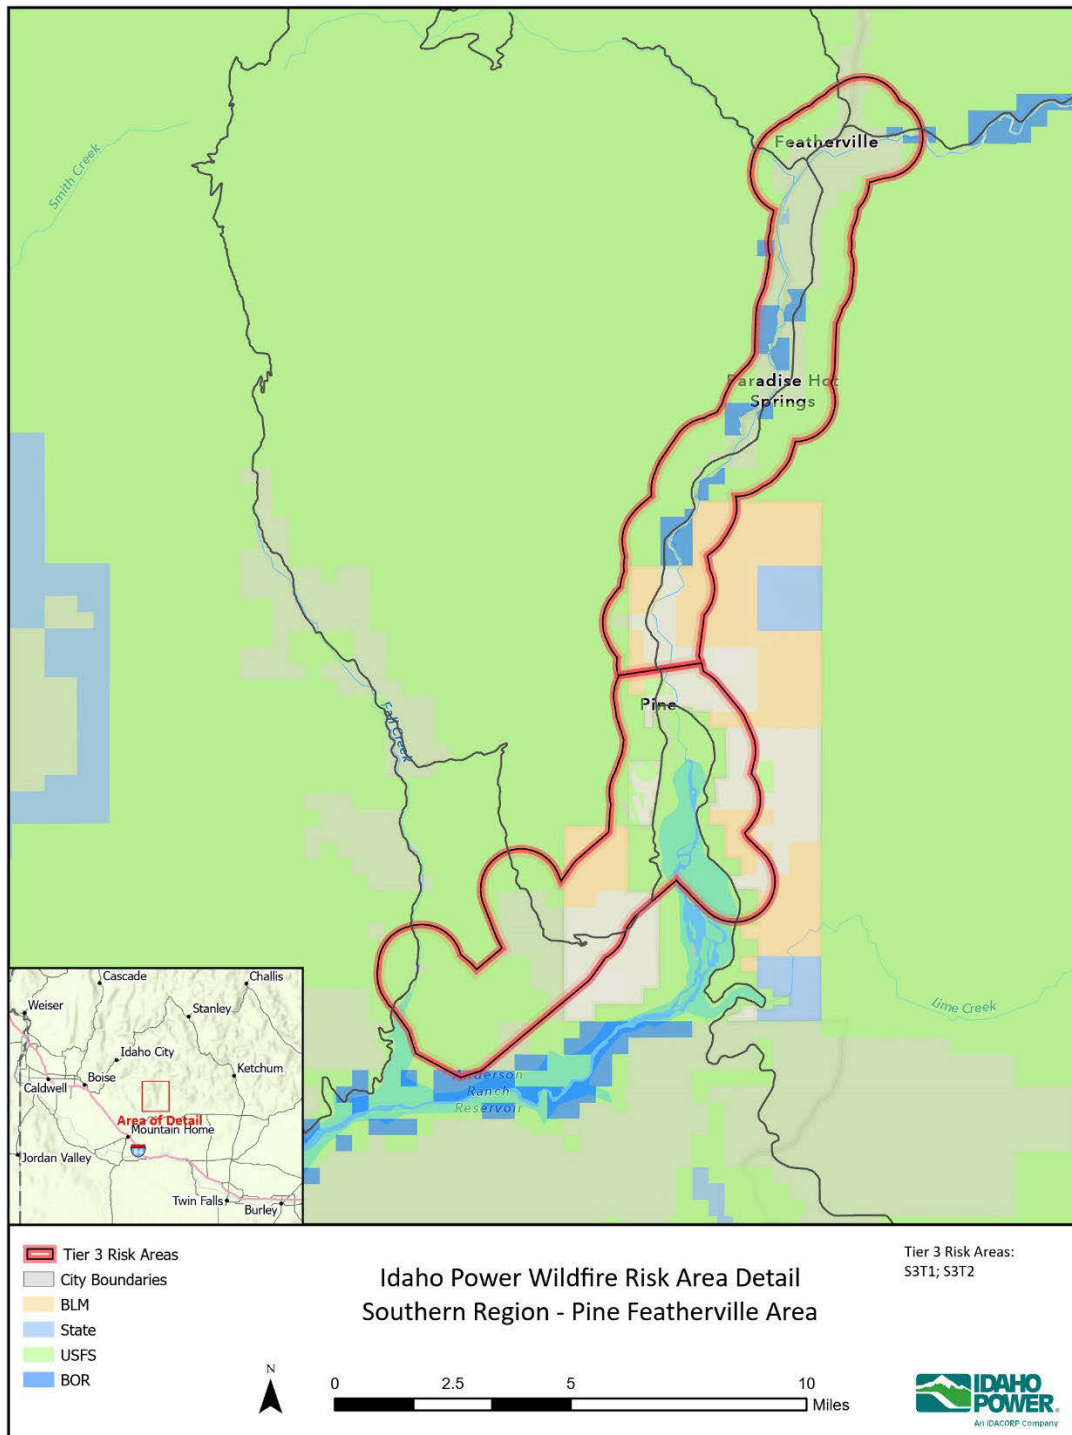 Smith Creek
Featherville
Paradise Hot
Springs
Pine
Fall Creek
Lime Creek
Anderson
Ranch
Reservoir
Cascade
Challis
Weiser
Stanley
Idaho City
Ketchum
Caldwell
Boise
Area of Detail
Mountain Home
Jordan Valley
Twin Falls
Burley
Tier 3 Risk Areas
City Boundaries
BLM
State
USFS
BOR
Idaho Power Wildfire Risk Area Detail
Southern Region - Pine Featherville Area
Tier 3 Risk Areas:
S3T1; S3T2
N
0 2.5 5 10
Miles
IDAHO
POWER®
An IDACORP Company